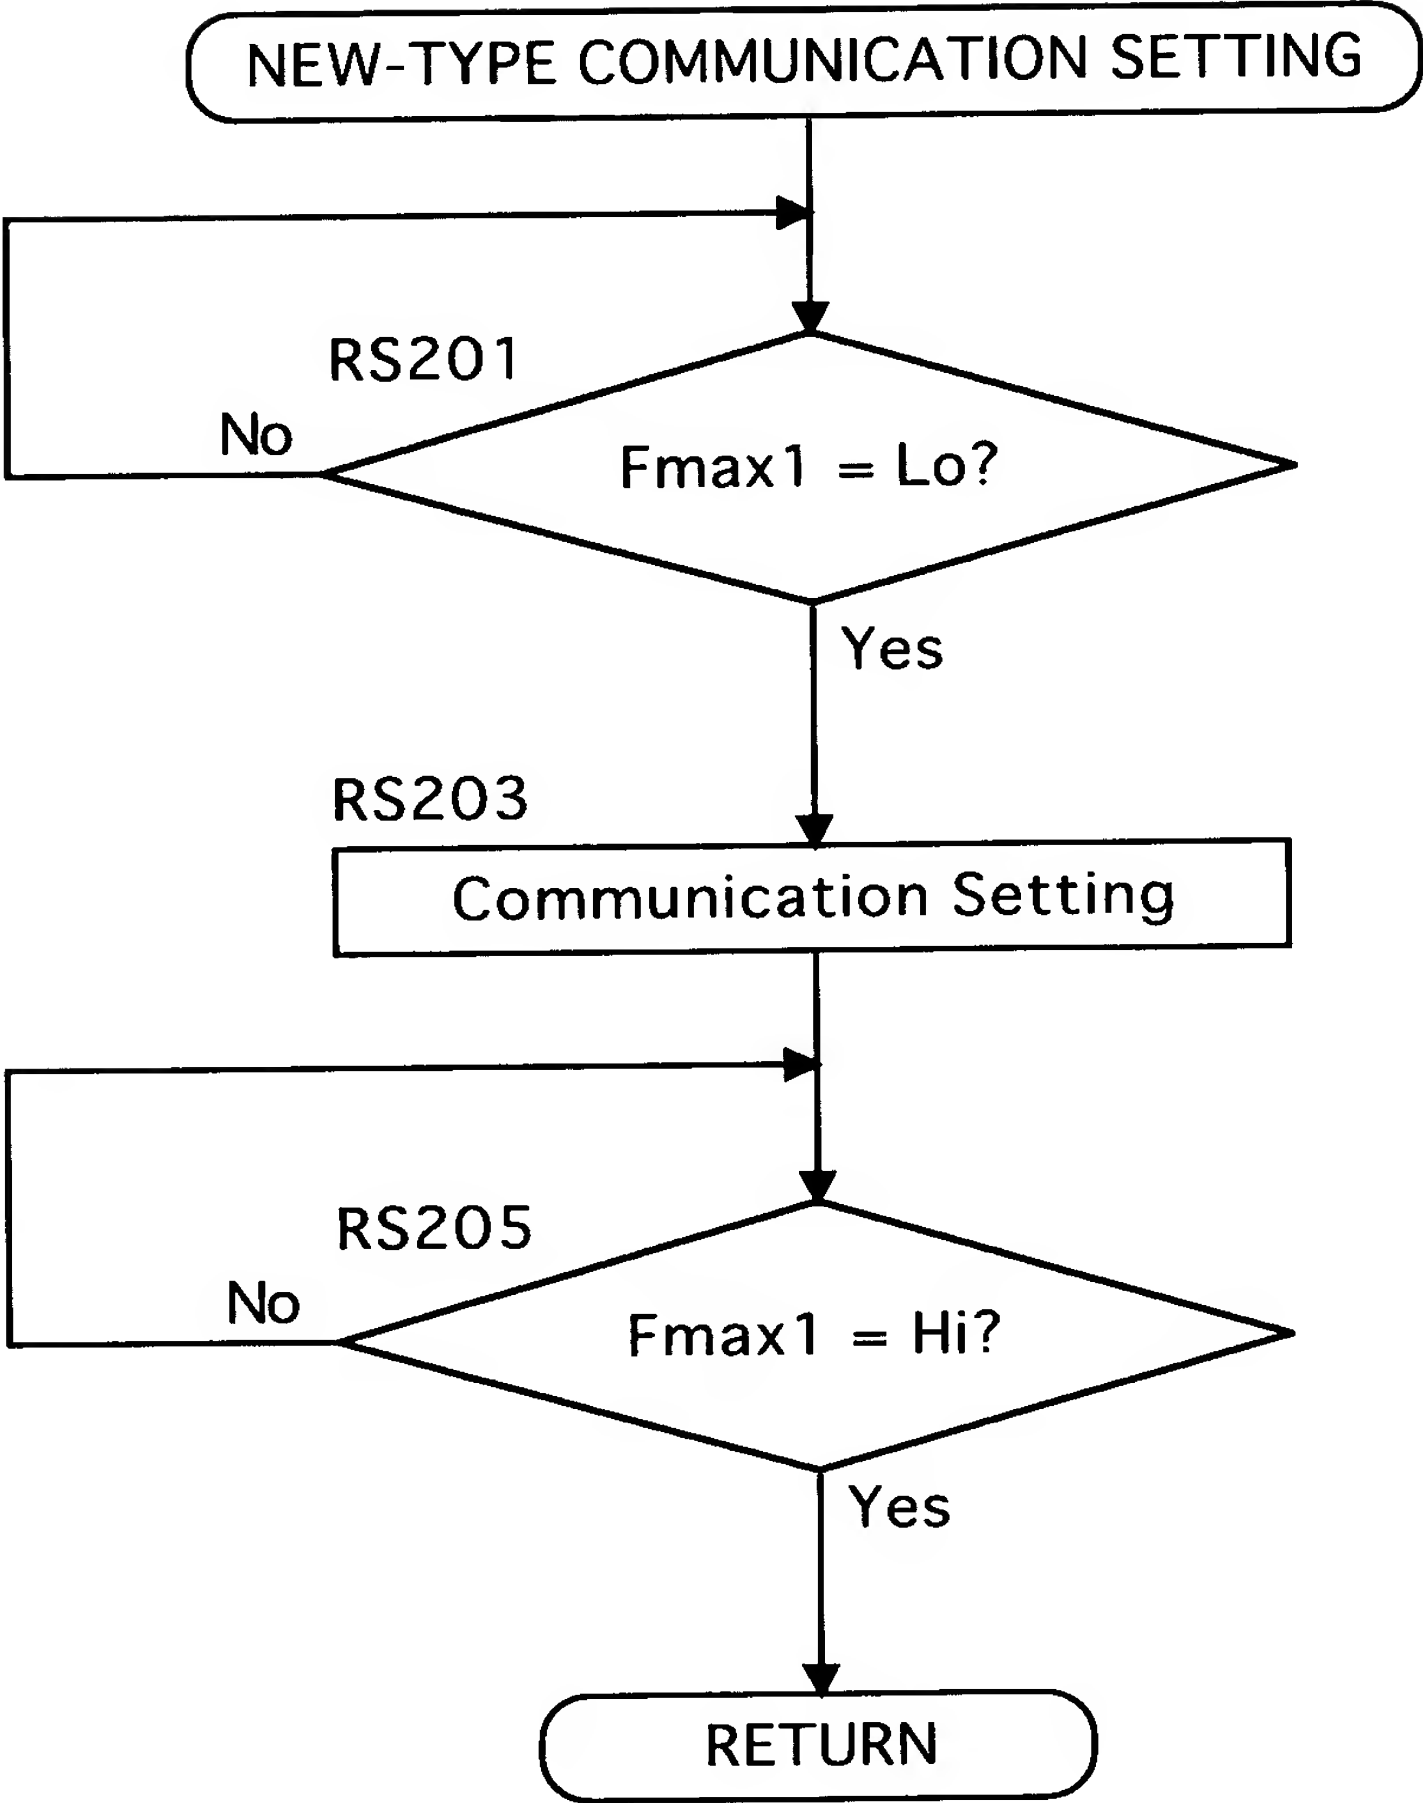 NEW-TYPE COMMUNICATION SETTING
RS201
No
Fmax1 = Lo?
Yes
RS203
Communication Setting
RS205
No
Fmax1 = Hi?
Yes
RETURN